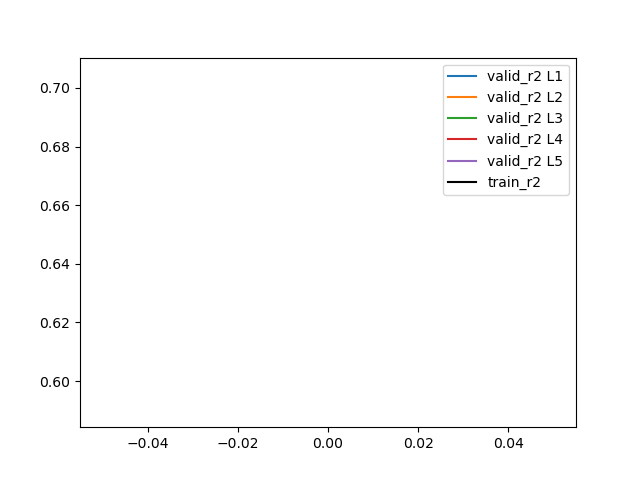 0.70
0.68
0.66
0.64
0.62
0.60
−0.04
−0.02
0.00
0.02
0.04
valid_r2 L1
valid_r2 L2
valid_r2 L3
valid_r2 L4
valid_r2 L5
train_r2